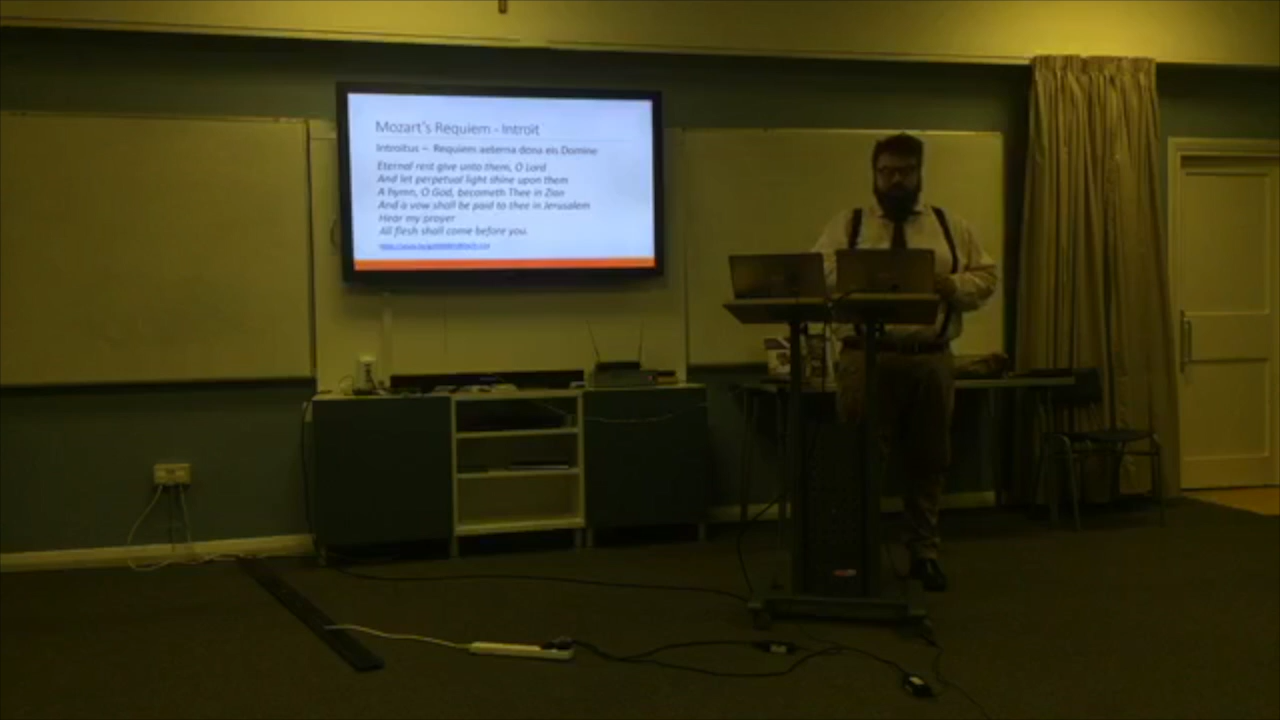 Mozart's Requiem - Introit
Introitus – Requiem aeterna dona eis Domine
Eternal rest give unto them, O Lord
And let perpetual light shine upon them
A hymn, O God, becometh Thee in Zion
And a vow shall be paid to thee in Jerusalem
Hear my prayer
All flesh shall come before you.